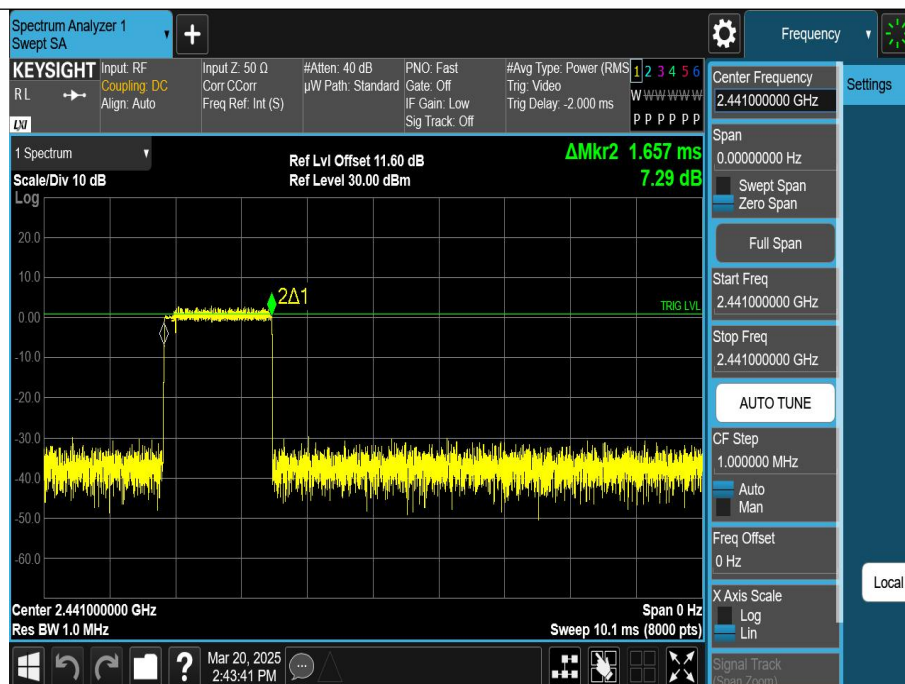 Spectrum Analyzer 1
Swept SA
+
Frequency
KEYSIGHT
RL
LXI
Input: RF
Coupling: DC
Align: Auto
Input Z: 50 Ω
Corr CCorr
Freq Ref: Int (S)
#Atten: 40 dB
µW Path: Standard
PNO: Fast
Gate: Off
IF Gain: Low
Sig Track: Off
#Avg Type: Power (RMS
Trig: Video
Trig Delay: -2.000 ms
1 2 3 4 5 6
W W W W W W
P P P P P P
1 Spectrum
Scale/Div 10 dB
Log
Ref Lvl Offset 11.60 dB
Ref Level 30.00 dBm
ΔMkr2 1.657 ms
7.29 dB
20.0
10.0
0.00
-10.0
-20.0
-30.0
-40.0
-50.0
-60.0
2Δ1
TRIG LVL
Center 2.441000000 GHz
Res BW 1.0 MHz
Span 0 Hz
Sweep 10.1 ms (8000 pts)
Center Frequency
2.441000000 GHz
Settings
Span
0.00000000 Hz
Swept Span
Zero Span
Full Span
Start Freq
2.441000000 GHz
Stop Freq
2.441000000 GHz
AUTO TUNE
CF Step
1.000000 MHz
Auto
Man
Freq Offset
0 Hz
Local
X Axis Scale
Log
Lin
Signal Track
(Span Zoom)
?
Mar 20, 2025
2:43:41 PM